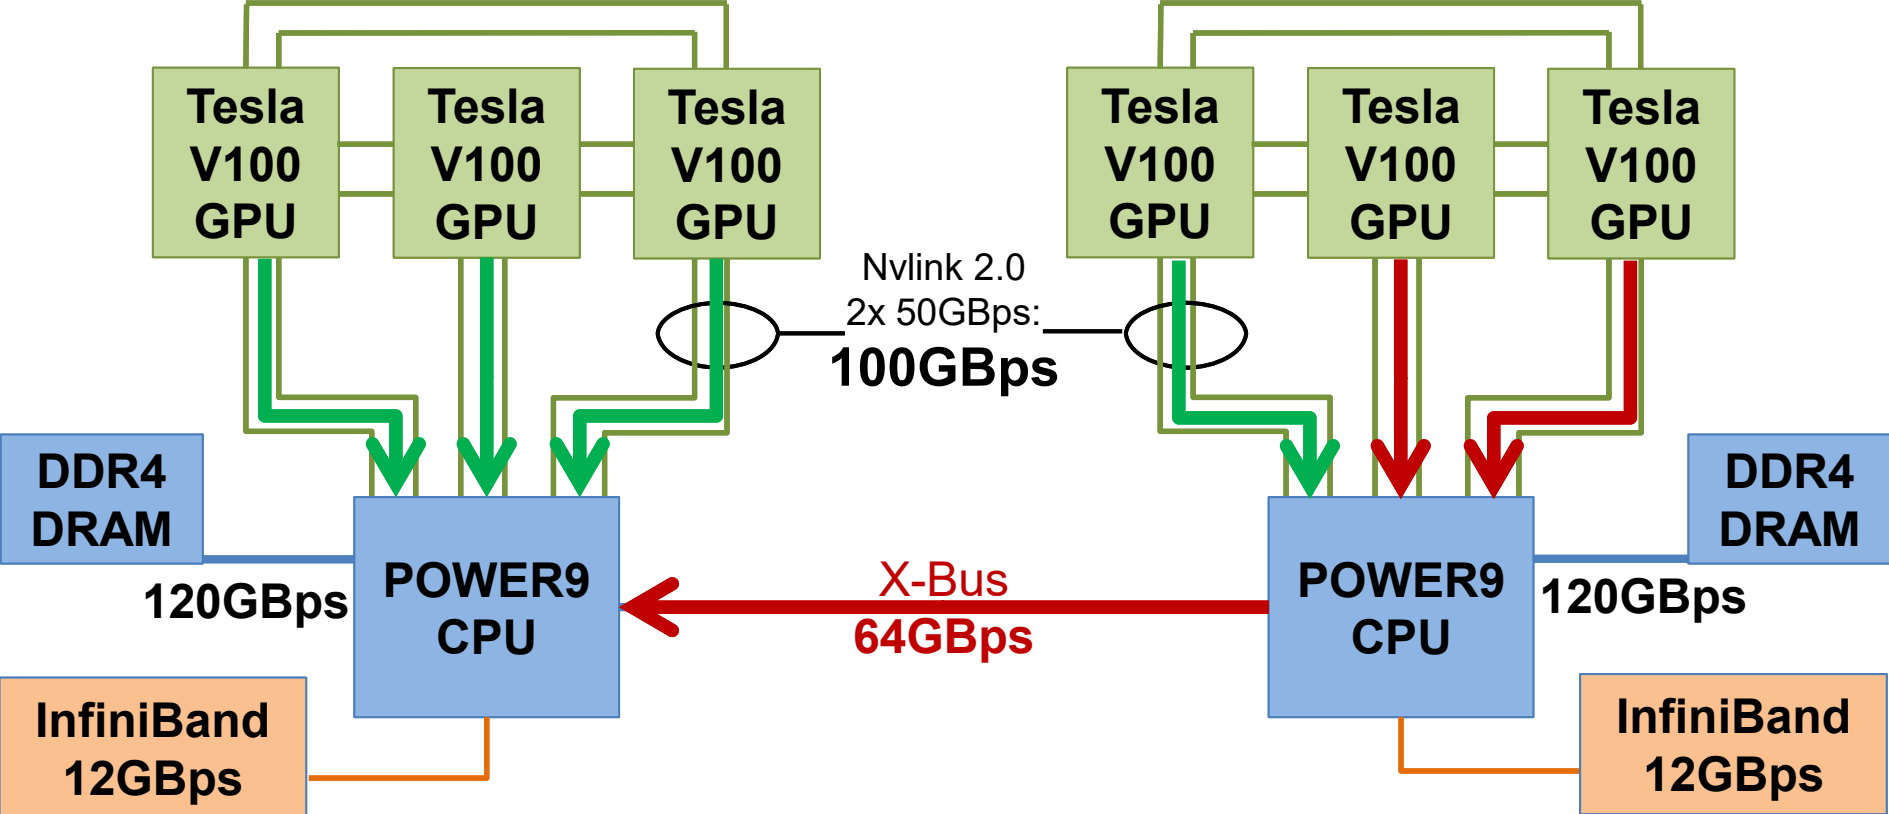 Tesla
V100
GPU
Tesla
V100
GPU
Tesla
V100
GPU
Tesla
V100
GPU
Tesla
V100
GPU
Tesla
V100
GPU
Nvlink 2.0
2x 50GBps:
100GBps
DDR4
DRAM
120GBps
POWER9
CPU
X-Bus
64GBps
POWER9
CPU
DDR4
DRAM
120GBps
InfiniBand
12GBps
InfiniBand
12GBps